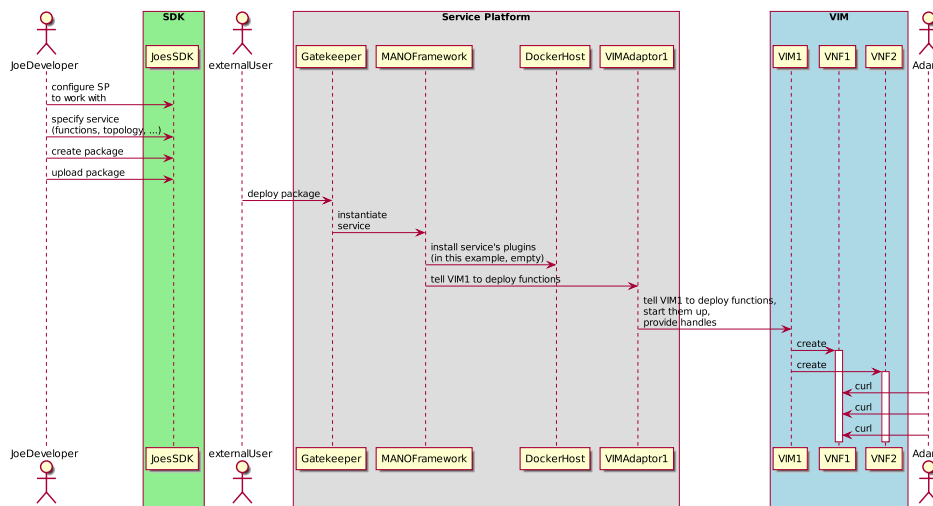 SDK
Service Platform
VIM
JoeDeveloper
JoesSDK
externalUser
Gatekeeper
MANOFramework
DockerHost
VIMAdaptor1
VIM1
VNF1
VNF2
configure SP
to work with
specify service
(functions, topology, ...)
create package
upload package
deploy package
instantiate
service
install service's plugins
(in this example, empty)
tell VIM1 to deploy functions
tell VIM1 to deploy functions,
start them up,
provide handles
create
create
curl
curl
curl
JoeDeveloper
JoesSDK
externalUser
Gatekeeper
MANOFramework
DockerHost
VIMAdaptor1
VIM1
VNF1
VNF2